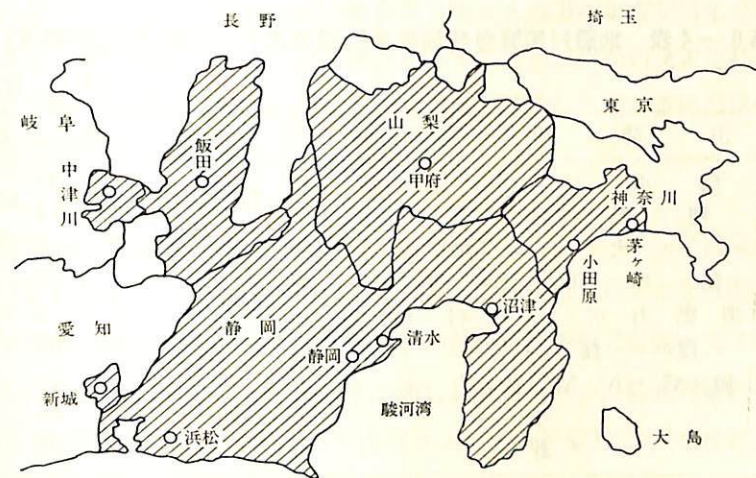 長野
埼玉
岐阜
東京
山梨
飯田
中津川
甲府
神奈川
茅ヶ崎
小田原
沼津
愛知
静岡
静岡
清水
新城
駿河湾
浜松
大島